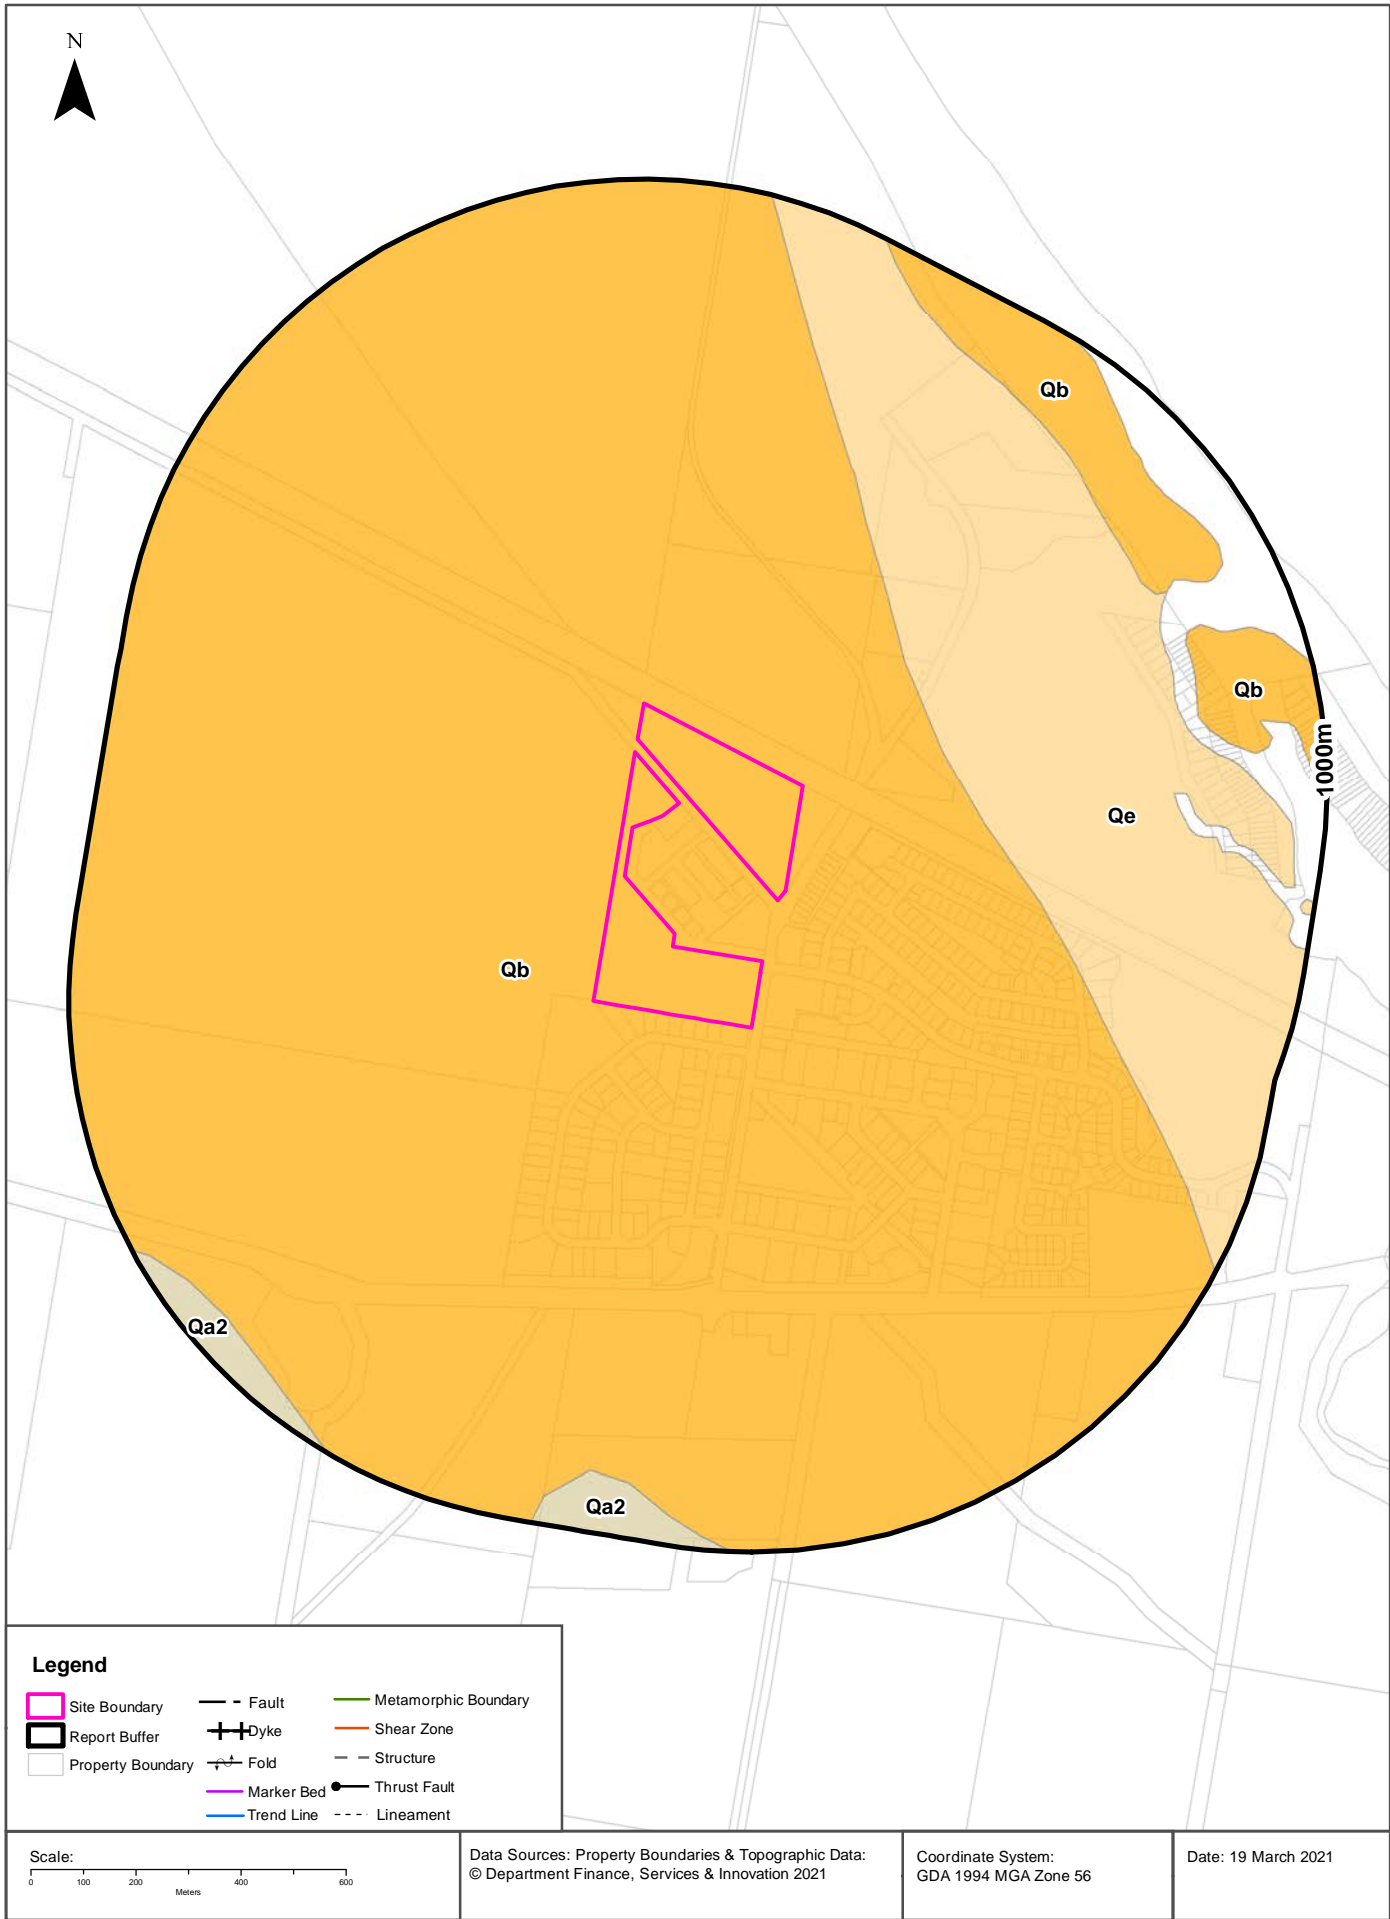 N
Qb
Qb
1000m
Qe
Qb
Qa2
Qa2
Legend
Site Boundary
Report Buffer
Property Boundary
Fault
Dyke
Fold
Marker Bed
Trend Line
Metamorphic Boundary
Shear Zone
Structure
Thrust Fault
Lineament
Scale:
0 100 200 400 600
Meters
Data Sources: Property Boundaries & Topographic Data:
© Department Finance, Services & Innovation 2021
Coordinate System:
GDA 1994 MGA Zone 56
Date: 19 March 2021